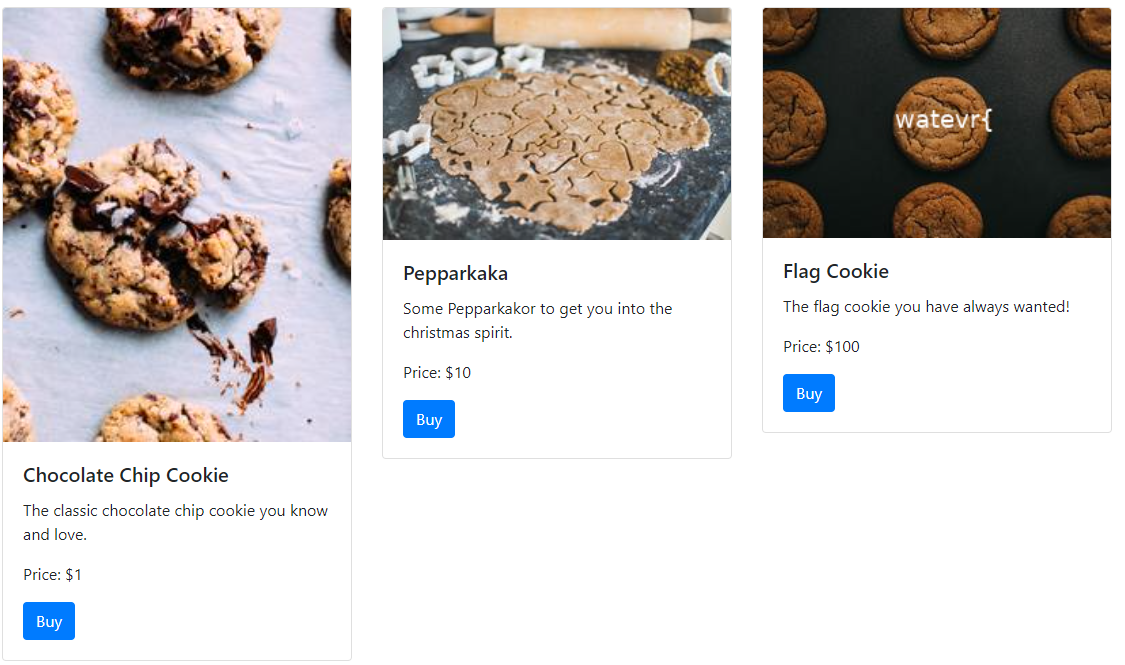 Chocolate Chip Cookie
The classic chocolate chip cookie you know
and love.
Price: $1
Buy
Pepparkaka
Some Pepparkakor to get you into the
christmas spirit.
Price: $10
Buy
watevr{
Flag Cookie
The flag cookie you have always wanted!
Price: $100
Buy